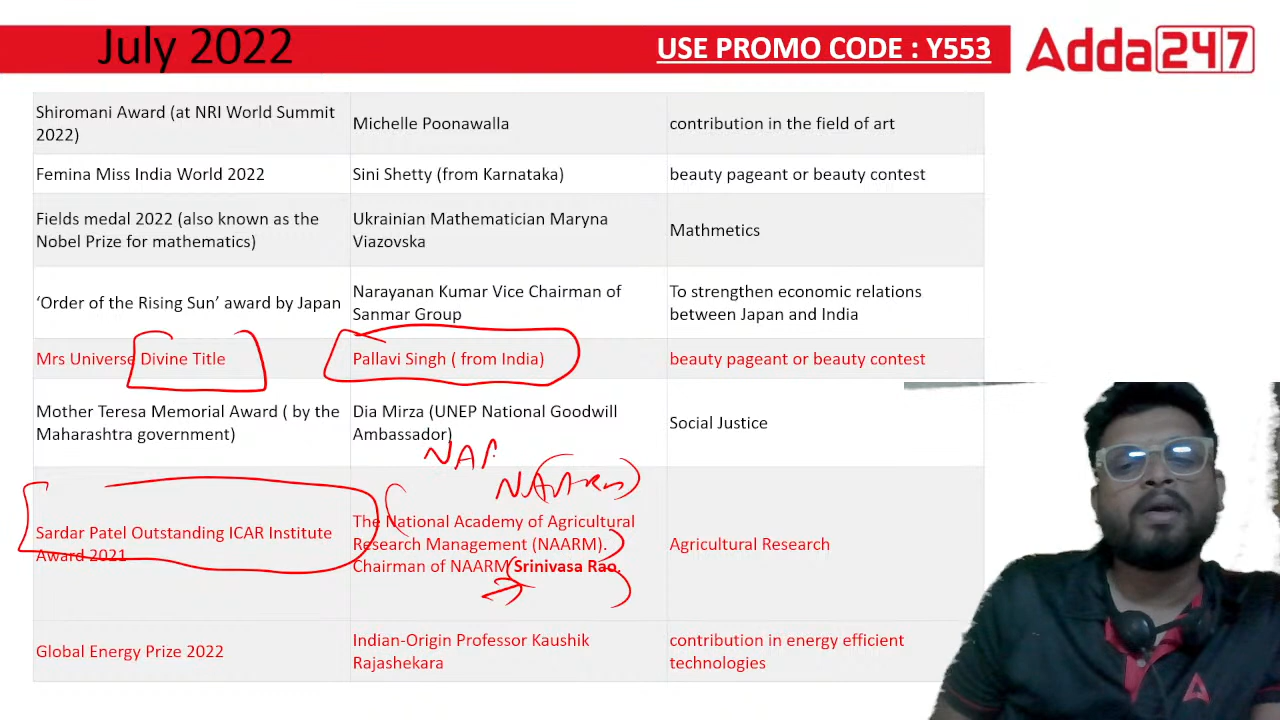 July 2022
USE PROMO CODE : Y553
Adda247
Shiromani Award (at NRI World Summit
2022)
Michelle Poonawalla
contribution in the field of art
Femina Miss India World 2022
Sini Shetty (from Karnataka)
beauty pageant or beauty contest
Fields medal 2022 (also known as the
Nobel Prize for mathematics)
Ukrainian Mathematician Maryna
Viazovska
Mathmetics
‘Order of the Rising Sun’ award by Japan
Narayanan Kumar Vice Chairman of
Sanmar Group
To strengthen economic relations
between Japan and India
Mrs Universe Divine Title
Pallavi Singh ( from India)
beauty pageant or beauty contest
Mother Teresa Memorial Award ( by the
Maharashtra government)
Dia Mirza (UNEP National Goodwill
Ambassador)
Social Justice
Sardar Patel Outstanding ICAR Institute
Award 2021
The National Academy of Agricultural
Research Management (NAARM).
Chairman of NAARM Srinivasa Rao.
Agricultural Research
Global Energy Prize 2022
Indian-Origin Professor Kaushik
Rajashekara
contribution in energy efficient
technologies